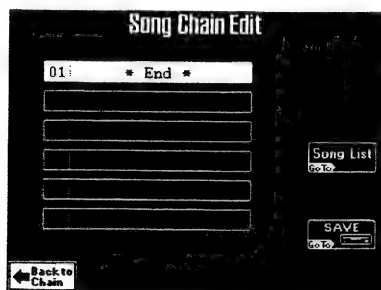 Song Chain Edit
01 * End *
Song List
Go To
SAVE
Go To
Back to
Chain